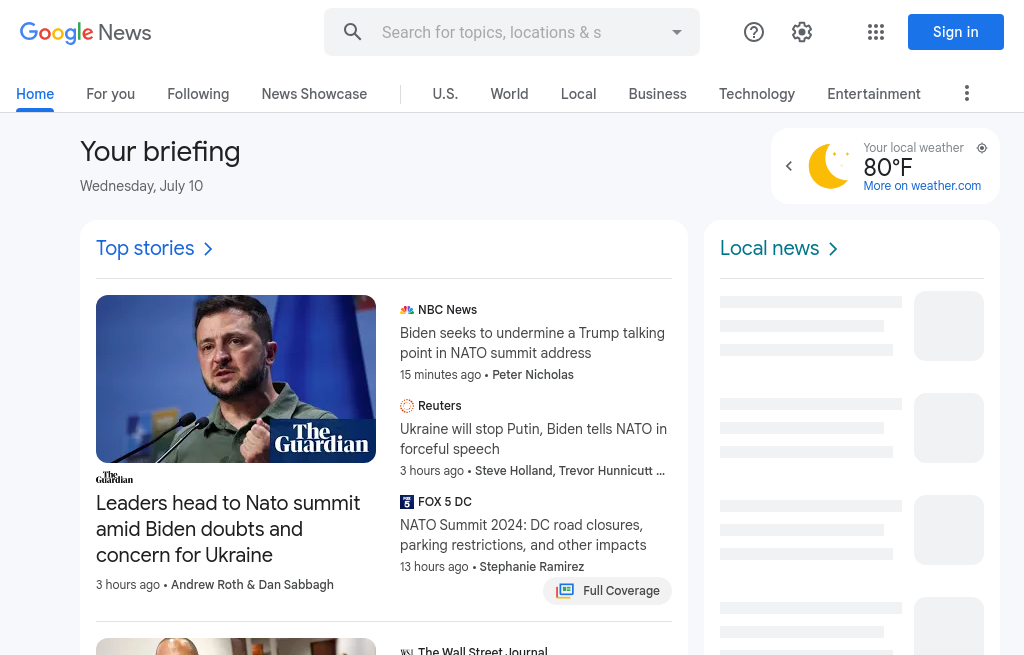 Google News
Search for topics, locations & s
Sign in
Home
For you
Following
News Showcase
U.S.
World
Local
Business
Technology
Entertainment
Your briefing
Wednesday, July 10
Your local weather
80°F
More on weather.com
Top stories
The
Guardian
The
Guardian
Leaders head to Nato summit
amid Biden doubts and
concern for Ukraine
3 hours ago • Andrew Roth & Dan Sabbagh
NBC News
Biden seeks to undermine a Trump talking
point in NATO summit address
15 minutes ago • Peter Nicholas
Reuters
Ukraine will stop Putin, Biden tells NATO in
forceful speech
3 hours ago • Steve Holland, Trevor Hunnicutt ...
FOX 5 DC
NATO Summit 2024: DC road closures,
parking restrictions, and other impacts
13 hours ago • Stephanie Ramirez
Full Coverage
The Wall Street Journal
Local news